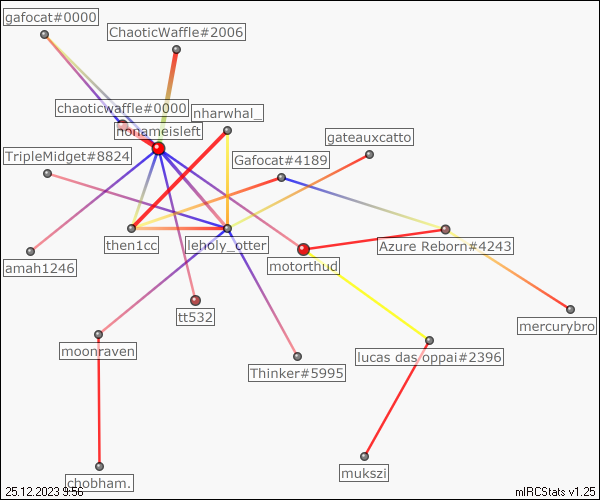 gafocat#0000
ChaoticWaffle#2006
chaoticwaffle#0000
nharwhal_
nonameisleft
gateauxcatto
TripleMidget#8824
Gafocat#4189
then1cc
leholy_otter
Azure Reborn#4243
amah1246
motorthud
tt532
mercurybro
moonraven
lucas das oppai#2396
Thinker#5995
mukszi
chobham.
25.12.2023 9:56
mIRCStats v1.25